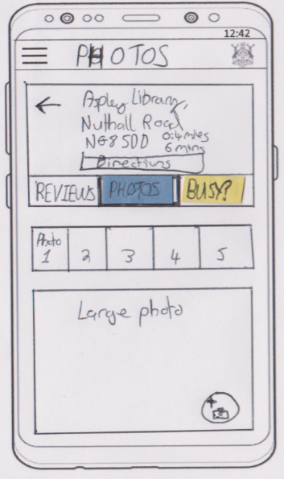 12:42
PHOTOS
Aspley Library,
Nuthall Road
NG8 5DD 0.4 miles
6 mins
Directions
REVIEWS PHOTOS BUSY?
Photo 1 2 3 4 5
Large photo